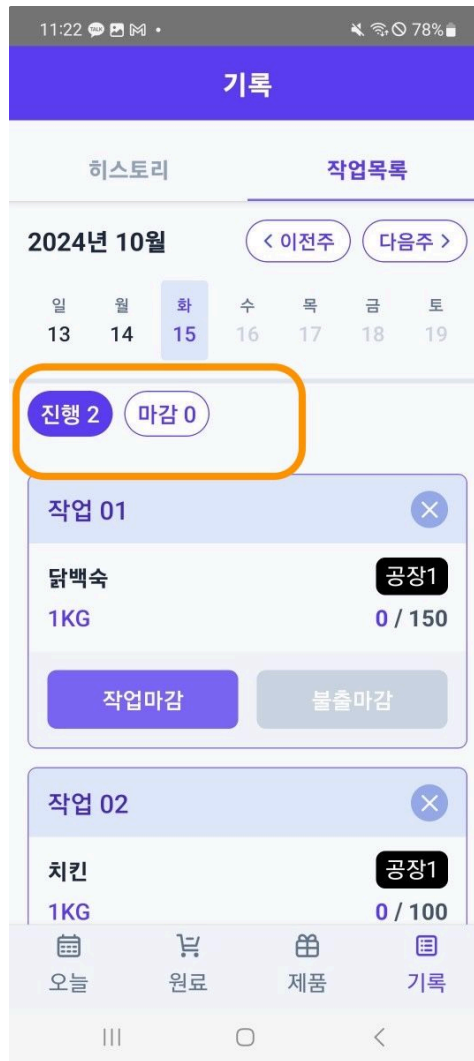 11:22 TALK 78%
기록
히스토리 작업목록
2024년 10월 < 이전주 다음주 >
일 월 화 수 목 금 토
13 14 15 16 17 18 19
진행 2 마감 0
작업 01
닭백숙 공장1
1KG 0 / 150
작업마감 불출마감
작업 02
치킨 공장1
1KG 0 / 100
오늘 원료 제품 기록